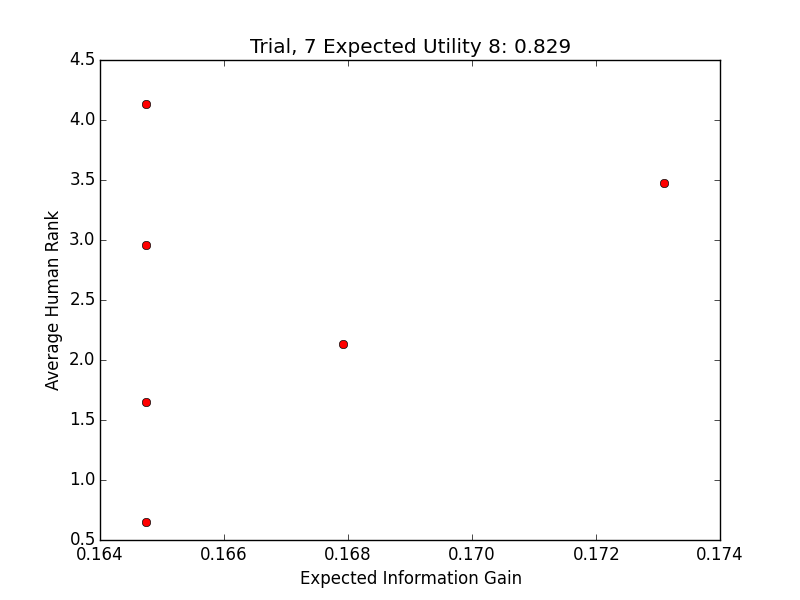 Trial, 7 Expected Utility 8: 0.829
4.5
4.0
3.5
3.0
2.5
2.0
1.5
1.0
0.5
Average Human Rank
0.164 0.166 0.168 0.170 0.172 0.174
Expected Information Gain